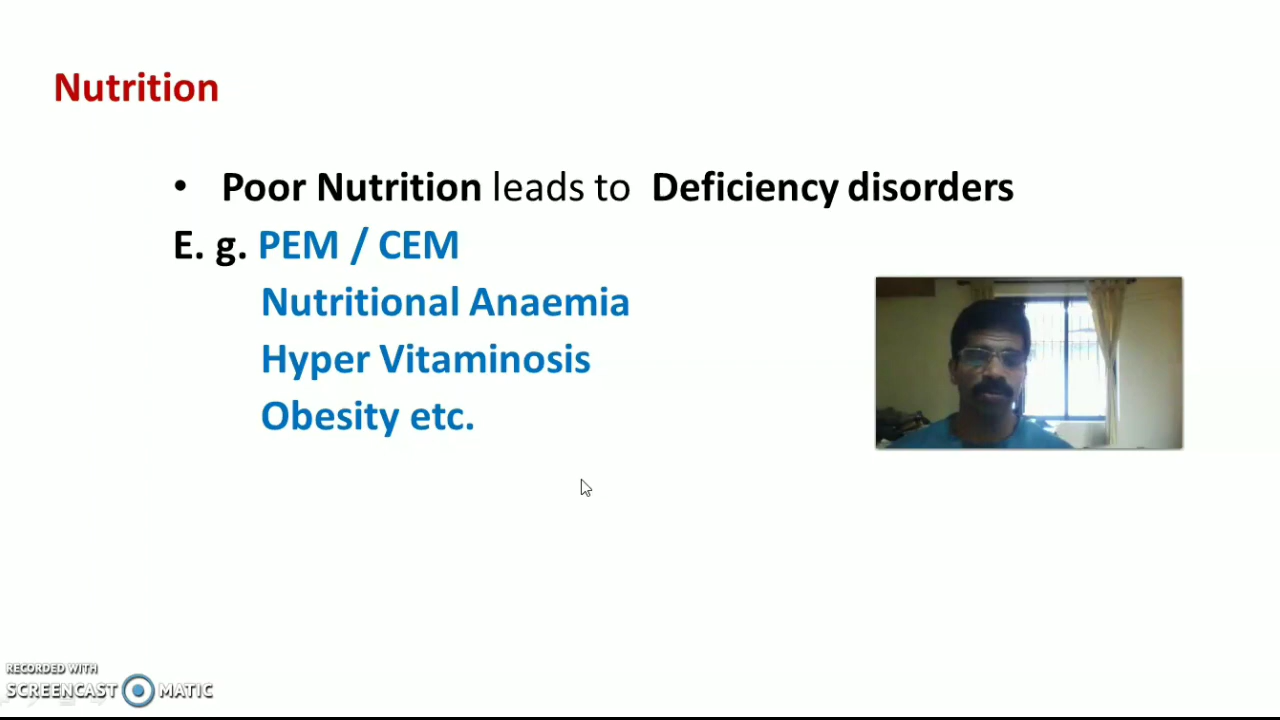 Nutrition
• Poor Nutrition leads to Deficiency disorders
E. g. PEM / CEM
Nutritional Anaemia
Hyper Vitaminosis
Obesity etc.
RECORDED WITH
SCREENCAST MATIC